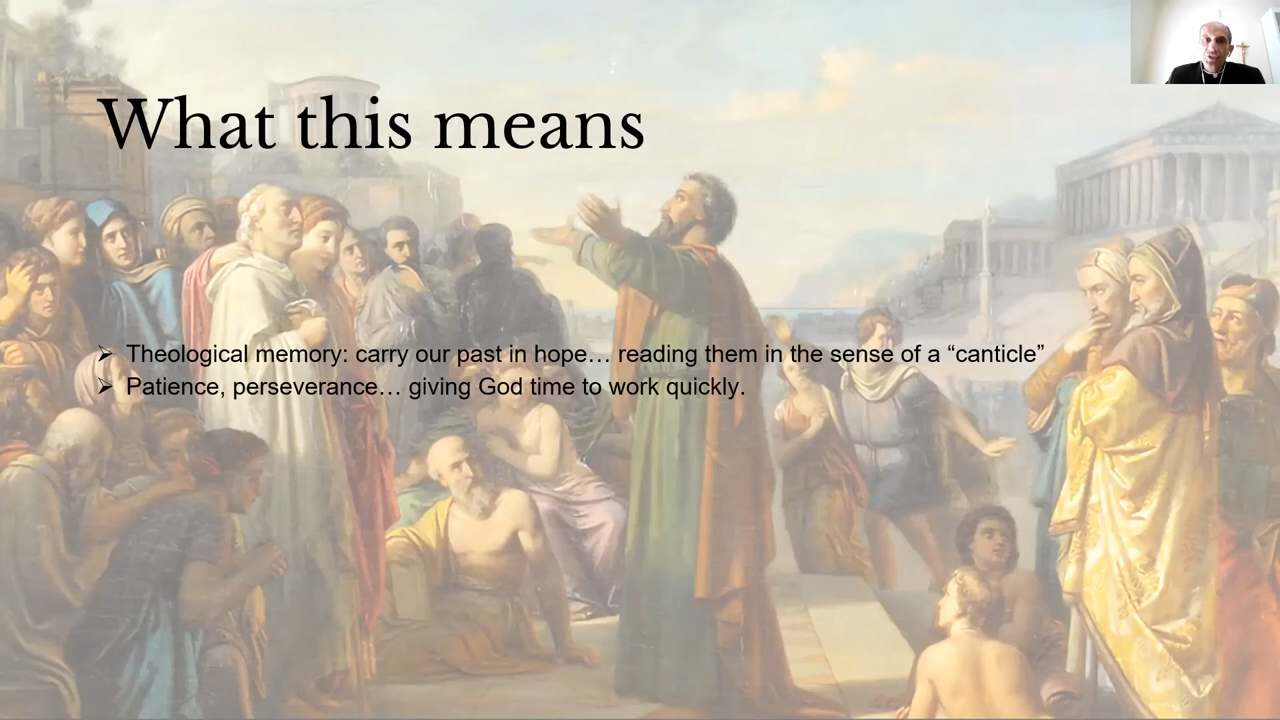 What this means
➢ Theological memory: carry our past in hope… reading them in the sense of a “canticle”
➢ Patience, perseverance… giving God time to work quickly.